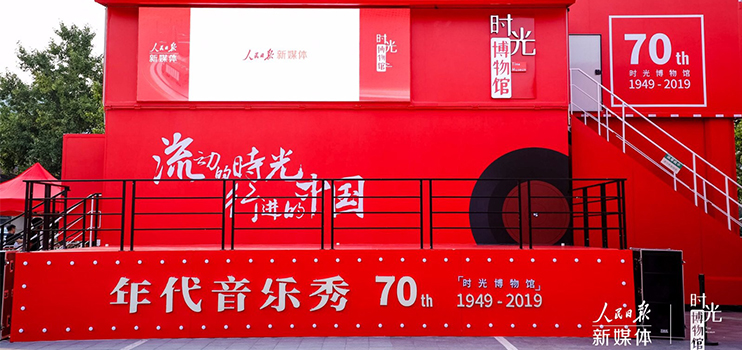 人民日报
新媒体
人民日报 新媒体
时光
博物馆
时光
博物馆
70th
时光博物馆
1949-2019
流动的時光
行进的中国
年代音乐秀 70th
「时光博物馆」
1949-2019
人民日报
新媒体
时光
博物馆